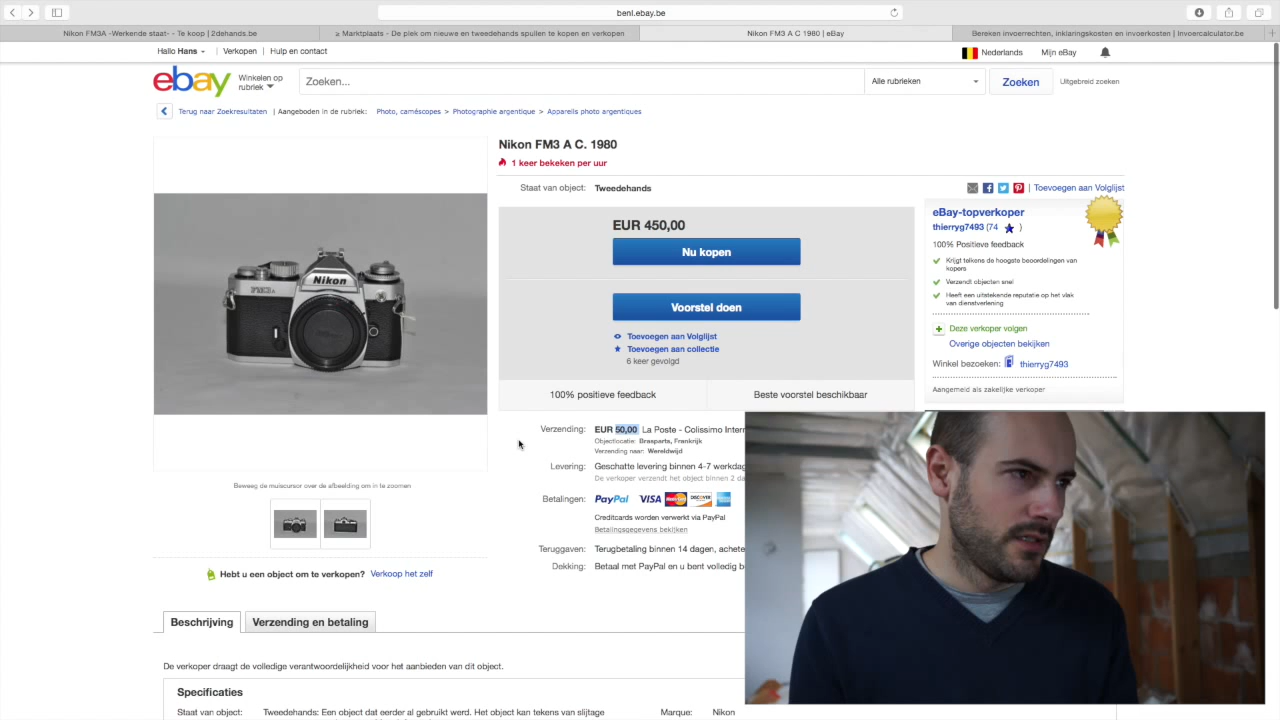 benl.ebay.be
Nikon FM3A -Werkende staat- - Te koop | 2dehands.be
Marktplaats - De plek om nieuwe en tweedehands spullen te kopen en verkopen
Nikon FM3 A C 1980 | eBay
Bereken invoerrechten, inklaringskosten en invoerkosten | Invoercalculator.be
Hallo Hans
Verkopen
Hulp en contact
Nederlands
Mijn eBay
ebay
Winkelen op
rubriek
Zoeken...
Alle rubrieken
Zoeken
Uitgebreid zoeken
Terug naar Zoekresultaten | Aangeboden in de rubriek: Photo, caméscopes > Photographie argentique > Appareils photo argentiques
Nikon FM3 A C. 1980
1 keer bekeken per uur
Staat van object: Tweedehands
| Toevoegen aan Volglijst
EUR 450,00
Nu kopen
Voorstel doen
Toevoegen aan Volglijst
Toevoegen aan collectie
6 keer gevolgd
100% positieve feedback
Beste voorstel beschikbaar
eBay-topverkoper
thierryg7493 (74 )
100% Positieve feedback
Krijgt telkens de hoogste beoordelingen van
kopers
Verzendt objecten snel
Heeft een uitstekende reputatie op het vlak
van dienstverlening
Deze verkoper volgen
Overige objecten bekijken
Winkel bezoeken: thierryg7493
Aangemeld als zakelijke verkoper
Nikon
FM3A
Verzending: EUR 50,00 La Poste - Colissimo
Objectlocatie: Brasparts, Frankrijk
Verzending naar: Wereldwijd
Levering: Geschatte levering binnen 4-7
De verkoper verzendt het object binnen 2
Betalingen: PayPal VISA MasterCard DISCOVER
Creditcards worden verwerkt via PayPal
Betalingsgegevens bekijken
Teruggaven: Terugbetaling binnen 14 dagen,
Dekking: Betaal met PayPal en u bent volledig
Beweeg de muiscursor over de afbeelding om in te zoomen
Hebt u een object om te verkopen? Verkoop het zelf
Beschrijving
Verzending en betaling
De verkoper draagt de volledige verantwoordelijkheid voor het aanbieden van dit object.
Specificaties
Staat van object: Tweedehands: Een object dat eerder al gebruikt werd. Het object kan tekens van slijtage
Marque: Nikon